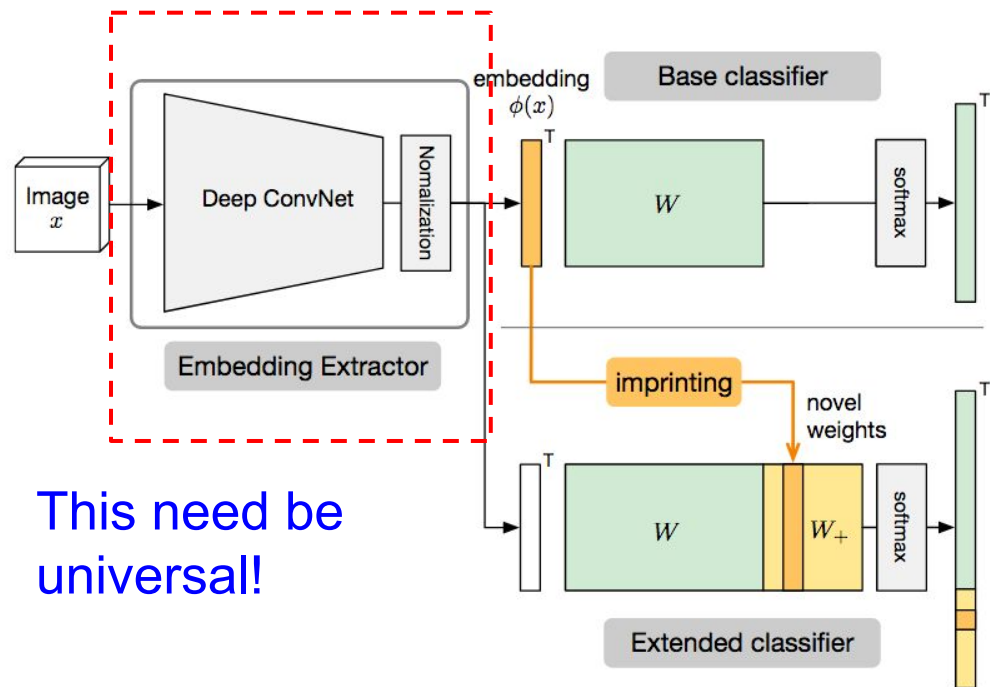 embedding
ϕ(x)
Base classifier
T
T
Image
x
Deep ConvNet
Nomalization
W
softmax
Embedding Extractor
imprinting
novel
weights
T
T
This need be
universal!
W
W₊
softmax
Extended classifier